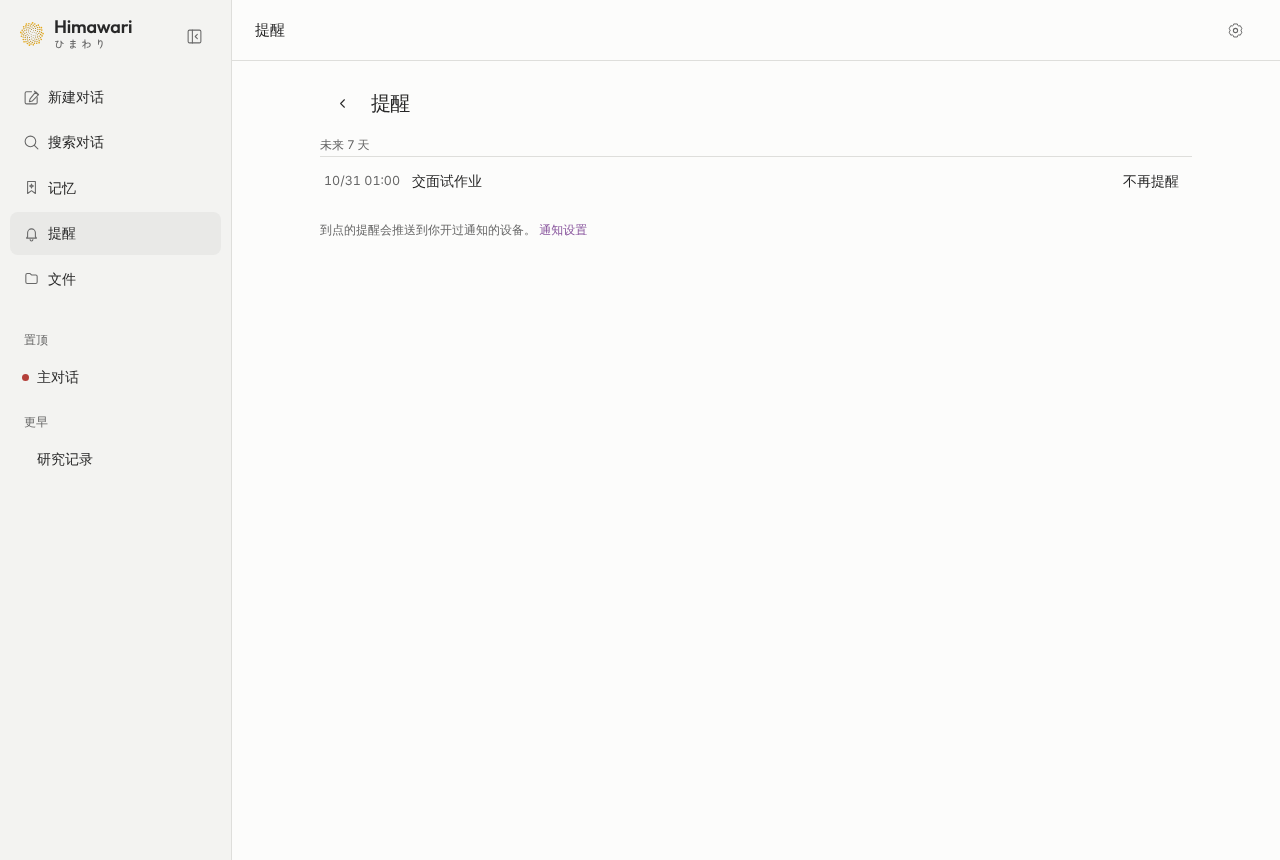 Himawari
ひまわり
新建对话
搜索对话
记忆
提醒
文件
置顶
主对话
更早
研究记录
提醒
提醒
未来 7 天
10/31 01:00 交面试作业 不再提醒
到点的提醒会推送到你开过通知的设备。 通知设置